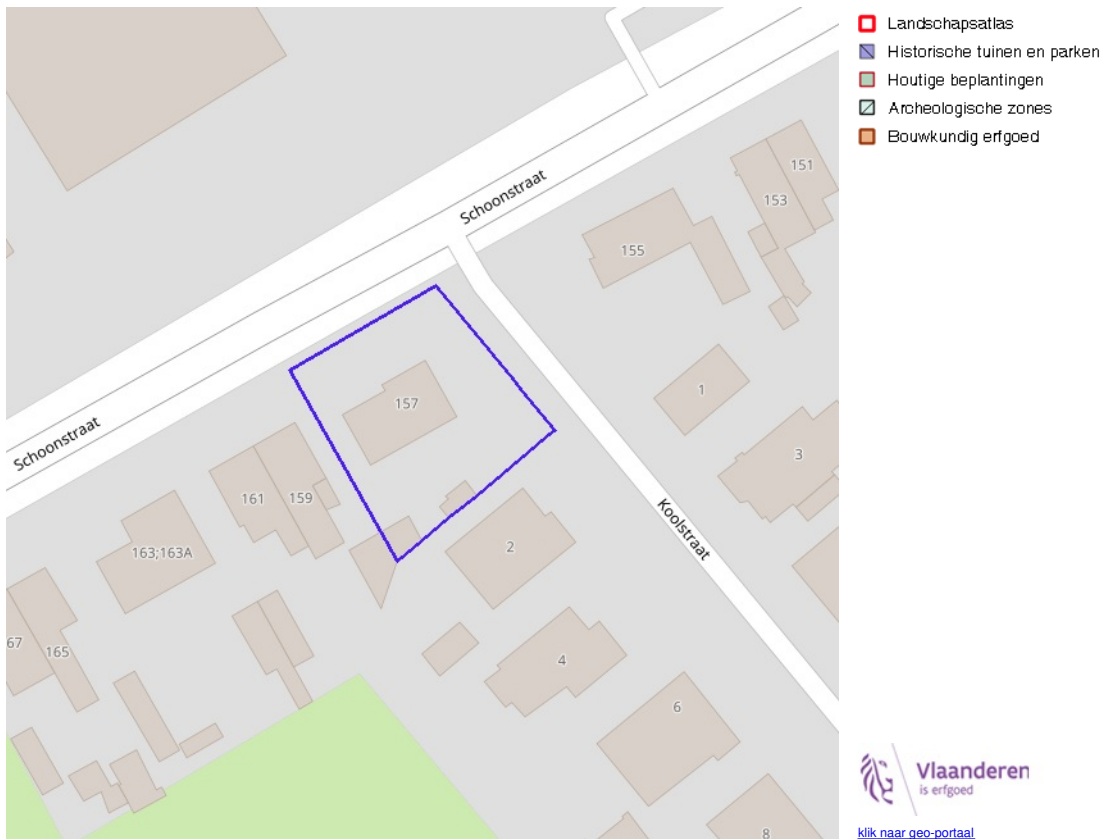 Landschapsatlas
Historische tuinen en parken
Houtige beplantingen
Archeologische zones
Bouwkundig erfgoed
151
153
Schoonstraat
155
1
157
3
Schoonstraat
161
159
163;163A
2
Koolstraat
67
165
4
6
8
Vlaanderen
is erfgoed
klik naar geo-portaal